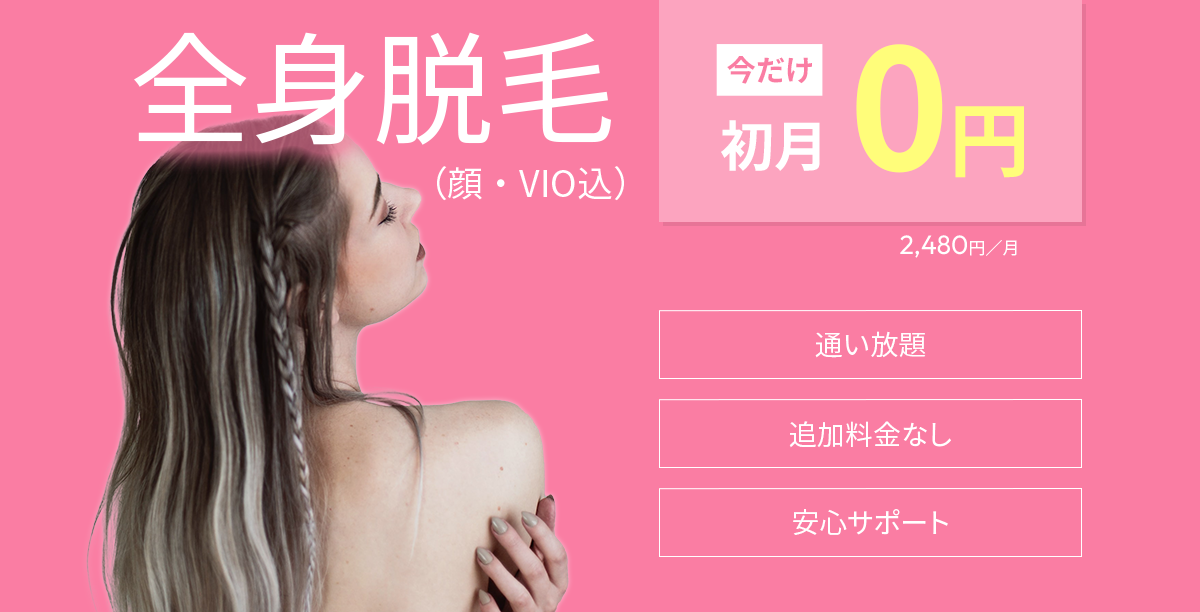 全身脱毛
（顔・VIO込）
今だけ
初月
0円
2,480円／月
通い放題
追加料金なし
安心サポート